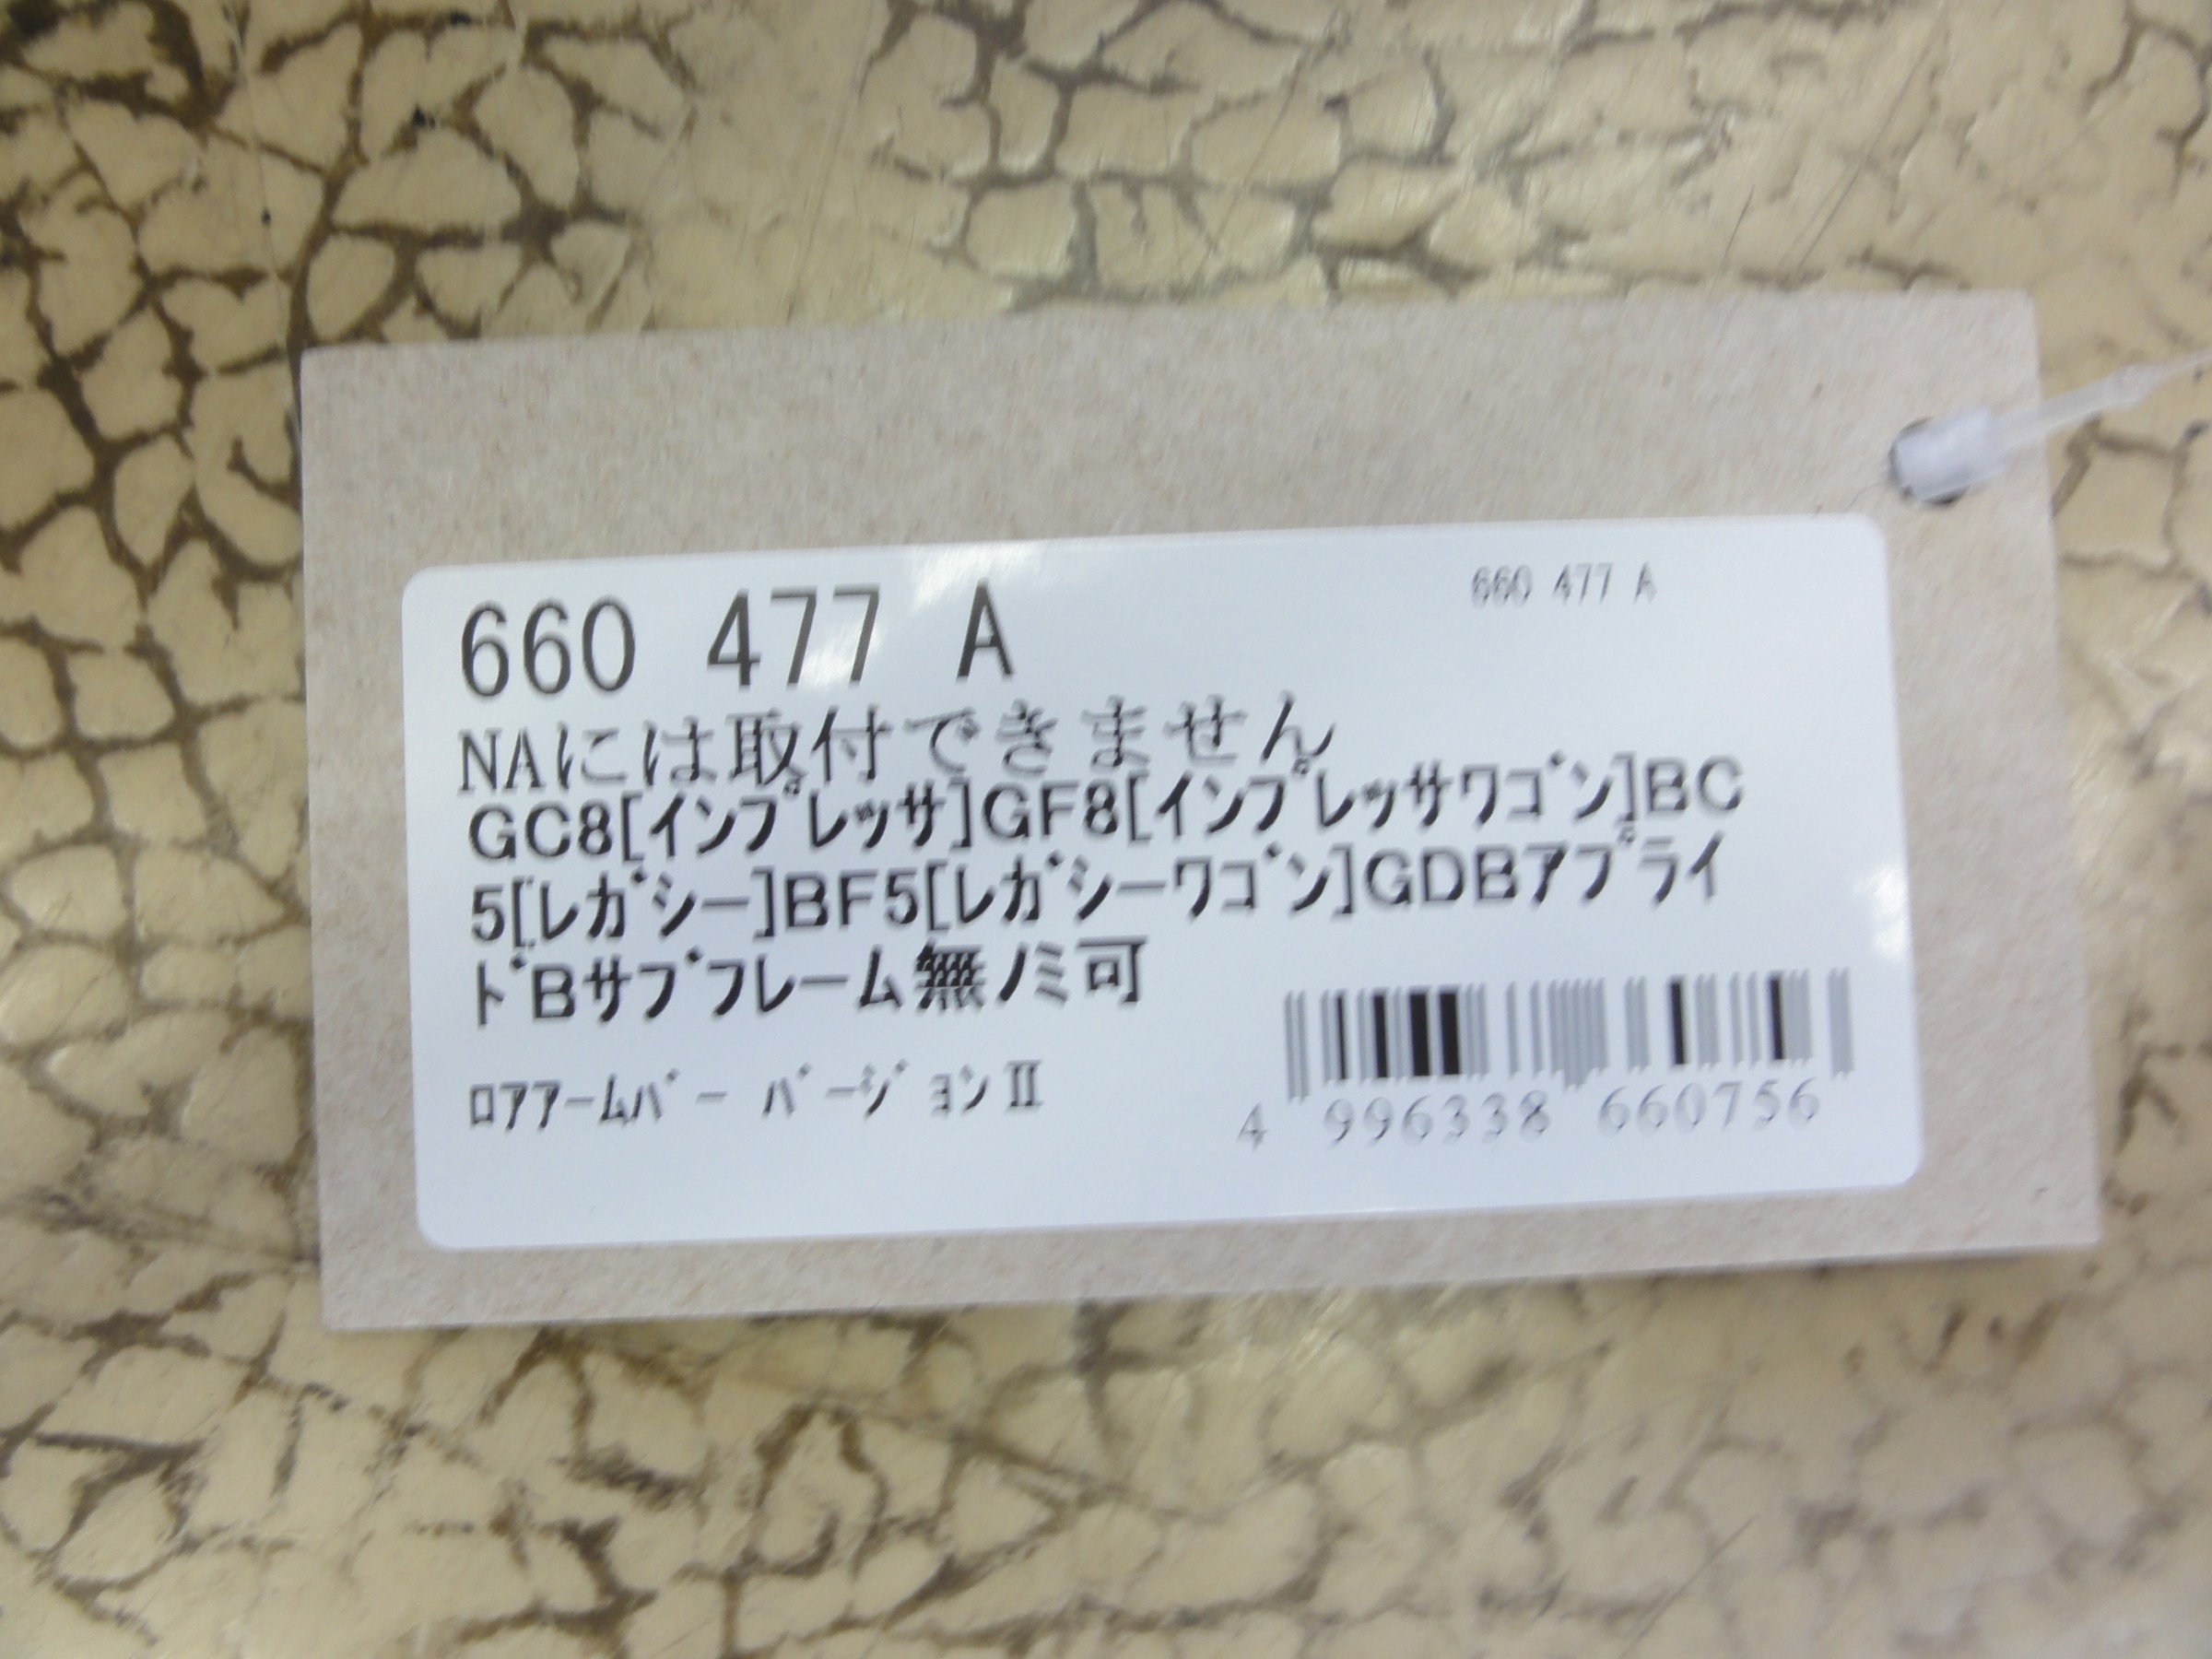 660 477 A
660 477 A
NAには取付できません
GC8[ｲﾝﾌﾟﾚｯｻ]GF8[ｲﾝﾌﾟﾚｯｻﾜｺﾞﾝ]BC
5[ﾚｶﾞｼｰ]BF5[ﾚｶﾞｼｰﾜｺﾞﾝ]GDBｱﾌﾟﾗｲ
ﾄﾞBｻﾌﾞﾌﾚｰﾑ無ﾉﾐ可
ﾛｱｱｰﾑﾊﾞｰ ﾊﾞｰｼﾞｮﾝⅡ
4 996338 660756